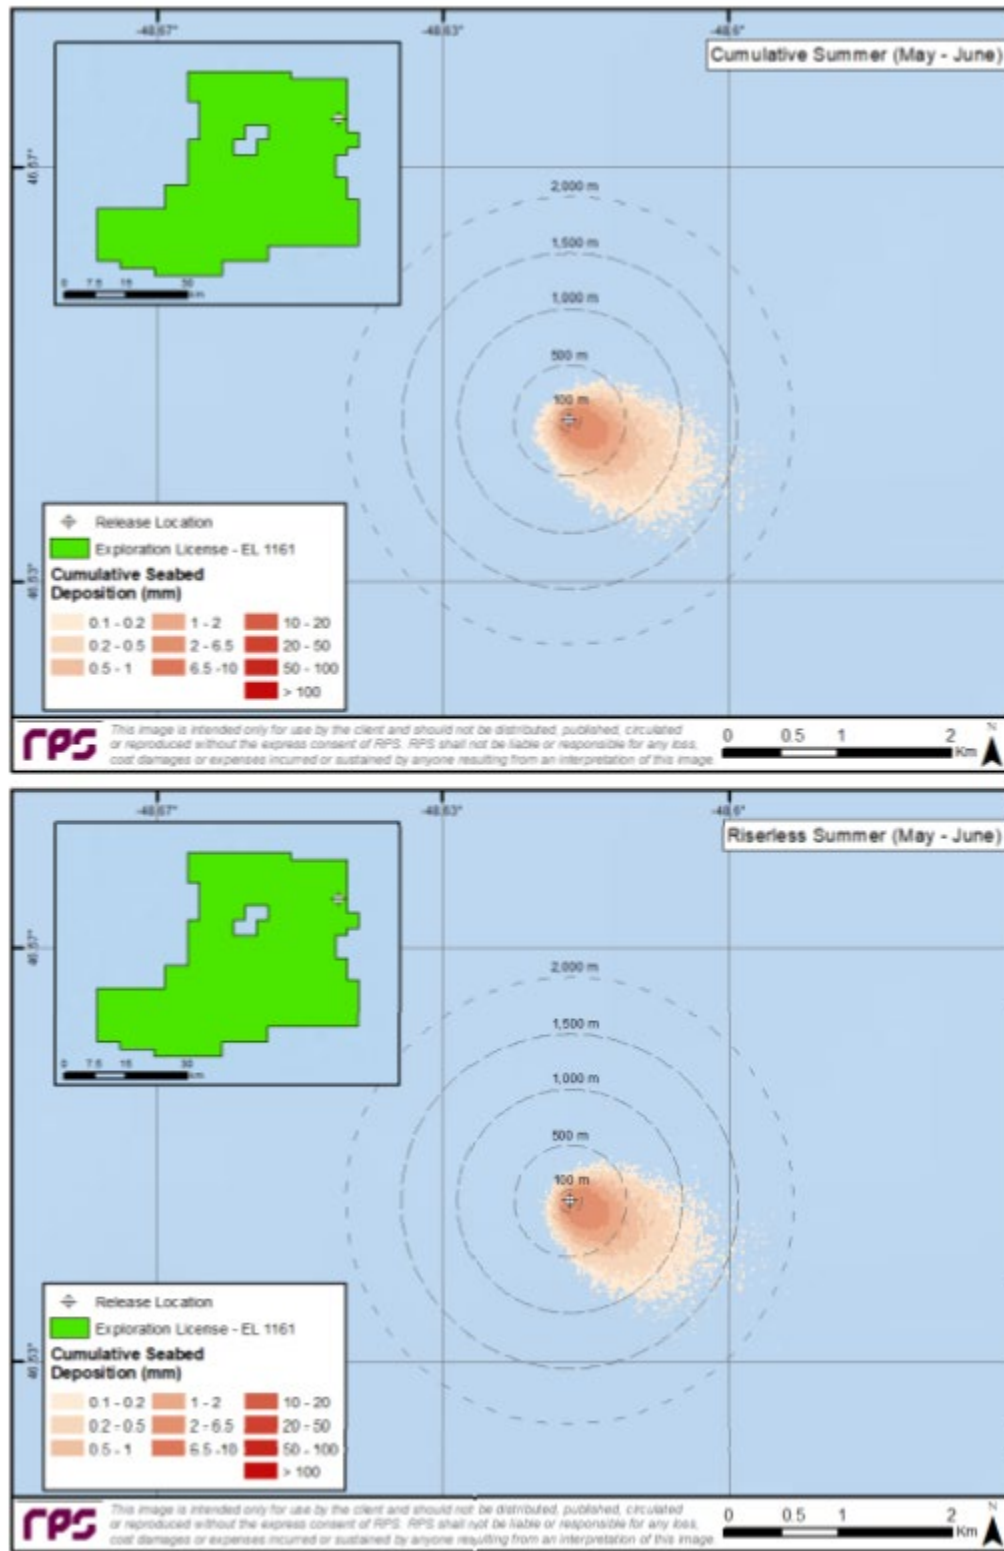 -48.67°
-48.63°
-48.6°
Cumulative Summer (May - June)
46.57°
2,000 m
1,500 m
1,000 m
500 m
100 m
0 7.5 15 30
km
Release Location
Exploration License - EL 1161
Cumulative Seabed
Deposition (mm)
0.1 - 0.2 1 - 2 10 - 20
0.2 - 0.5 2 - 6.5 20 - 50
0.5 - 1 6.5 -10 50 - 100
> 100
46.53°
rps
This image is intended only for use by the client and should not be distributed, published, circulated
or reproduced without the express consent of RPS. RPS shall not be liable or responsible for any loss,
cost damages or expenses incurred or sustained by anyone resulting from an interpretation of this image.
0 0.5 1 2
Km
N
-48.67°
-48.63°
-48.6°
Riserless Summer (May - June)
46.57°
2,000 m
1,500 m
1,000 m
500 m
100 m
0 7.5 15 30
km
Release Location
Exploration License - EL 1161
Cumulative Seabed
Deposition (mm)
0.1 - 0.2 1 - 2 10 - 20
0.2 - 0.5 2 - 6.5 20 - 50
0.5 - 1 6.5 -10 50 - 100
> 100
46.53°
rps
This image is intended only for use by the client and should not be distributed, published, circulated
or reproduced without the express consent of RPS. RPS shall not be liable or responsible for any loss,
cost damages or expenses incurred or sustained by anyone resulting from an interpretation of this image.
0 0.5 1 2
Km
N